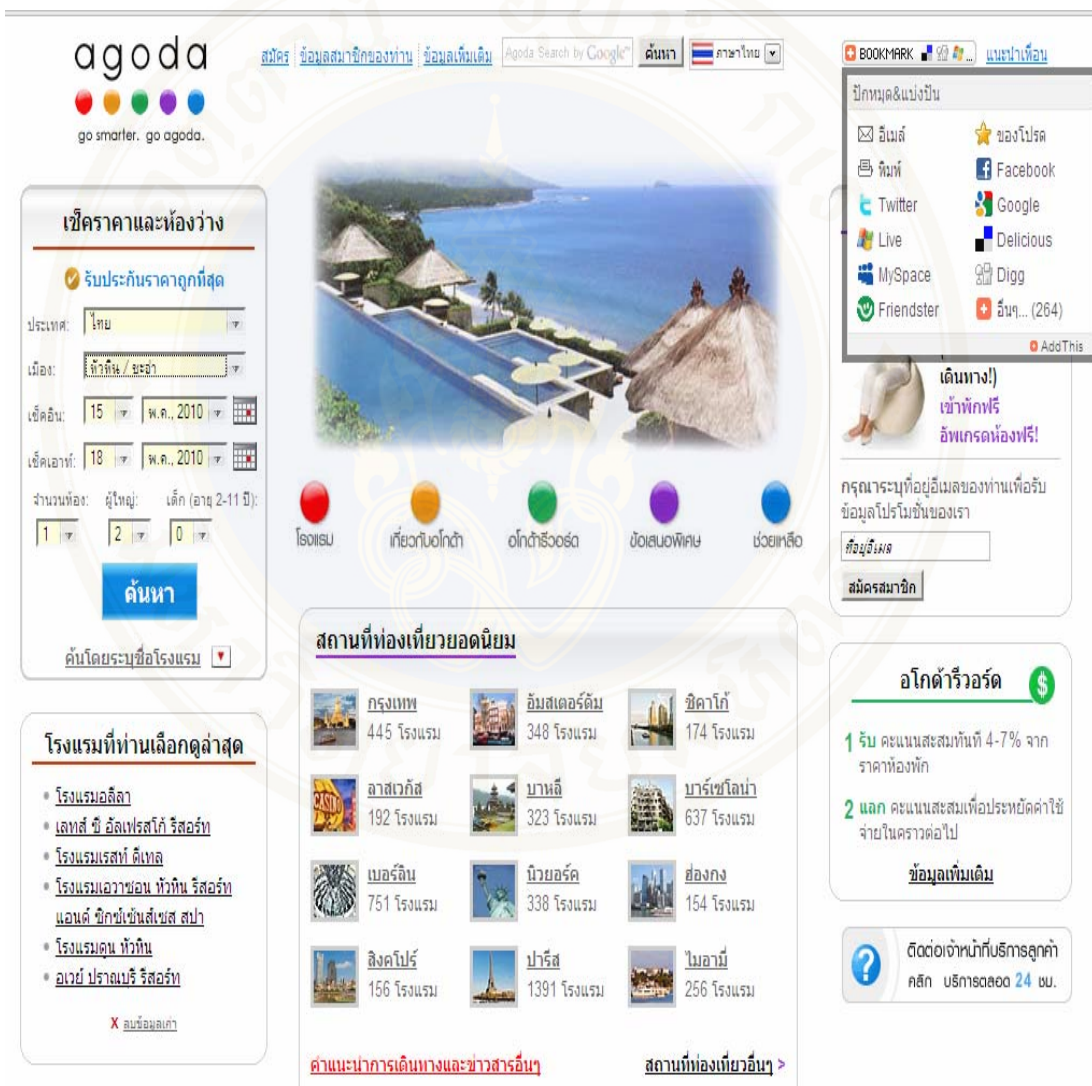 agoda
go smarter. go agoda.
สมัคร ข้อมูลสมาชิกของท่าน ข้อมูลเพิ่มเติม Agoda Search by Google™ ค้นหา ภาษาไทย
BOOKMARK ... แนะนำเพื่อน
ปักหมุด&แบ่งปัน
อีเมล์ ของโปรด
พิมพ์ Facebook
Twitter Google
Live Delicious
MySpace Digg
Friendster อื่นๆ... (264)
AddThis
เช็คราคาและห้องว่าง
รับประกันราคาถูกที่สุด
ประเทศ: ไทย
เมือง: หัวหิน / ชะอำ
เช็คอิน: 15 พ.ค., 2010
เช็คเอาท์: 18 พ.ค., 2010
จำนวนห้อง: ผู้ใหญ่: เด็ก (อายุ 2-11 ปี):
1 2 0
ค้นหา
ค้นโดยระบุชื่อโรงแรม
โรงแรมที่ท่านเลือกดูล่าสุด
โรงแรมอลีลา
เลทส์ ซี อัลเฟรสโก้ รีสอร์ท
โรงแรมเรสท์ ดีเทล
โรงแรมเอวาซอน หัวหิน รีสอร์ท
แอนด์ ซิกซ์เซ้นส์เซส สปา
โรงแรมดูน หัวหิน
อเวย์ ปราณบุรี รีสอร์ท
X ลบข้อมูลเก่า
โรงแรม เกี่ยวกับอโกด้า อโกด้ารีวอร์ด ข้อเสนอพิเศษ ช่วยเหลือ
สถานที่ท่องเที่ยวยอดนิยม
กรุงเทพ อัมสเตอร์ดัม ชิคาโก้
445 โรงแรม 348 โรงแรม 174 โรงแรม
ลาสเวกัส บาหลี บาร์เซโลน่า
192 โรงแรม 323 โรงแรม 637 โรงแรม
เบอร์ลิน นิวยอร์ค ฮ่องกง
751 โรงแรม 338 โรงแรม 154 โรงแรม
สิงคโปร์ ปารีส ไมอามี่
156 โรงแรม 1391 โรงแรม 256 โรงแรม
คำแนะนำการเดินทางและข่าวสารอื่นๆ สถานที่ท่องเที่ยวอื่นๆ >
เดินทาง!)
เข้าพักฟรี
อัพเกรดห้องฟรี!
กรุณาระบุที่อยู่อีเมลของท่านเพื่อรับ
ข้อมูลโปรโมชั่นของเรา
ที่อยู่อีเมล
สมัครสมาชิก
อโกด้ารีวอร์ด $
1 รับ คะแนนสะสมทันที 4-7% จาก
ราคาห้องพัก
2 แลก คะแนนสะสมเพื่อประหยัดค่าใช้
จ่ายในคราวต่อไป
ข้อมูลเพิ่มเติม
? ติดต่อเจ้าหน้าที่บริการลูกค้า
คลิก บริการตลอด 24 ชม.